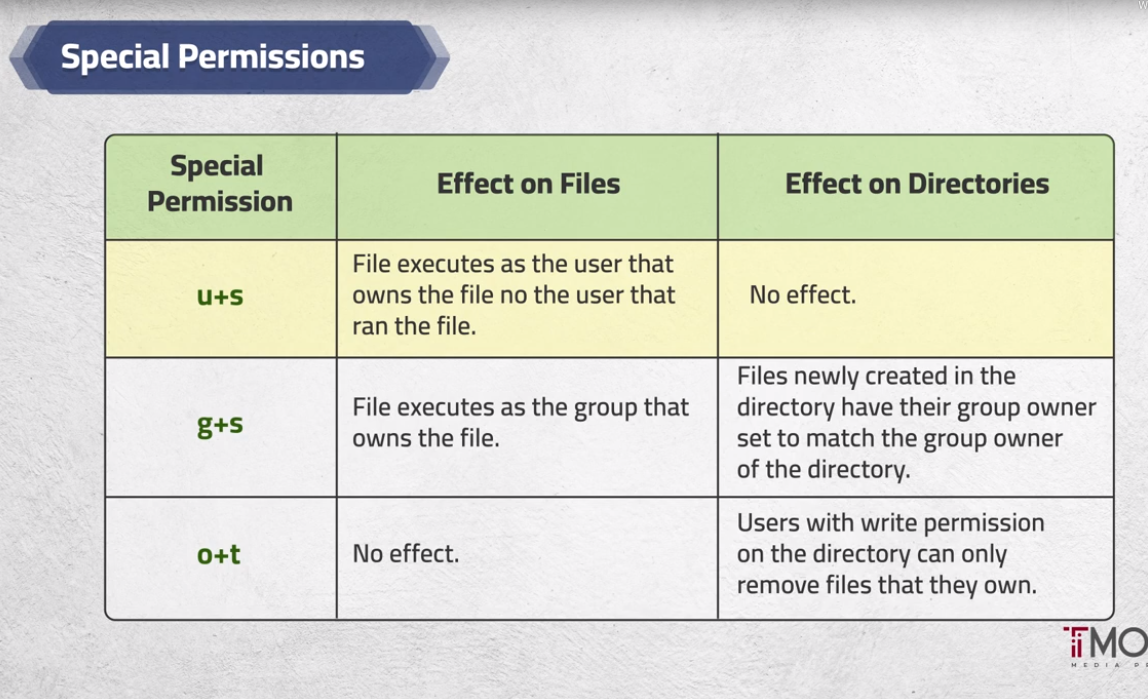 Special Permissions
Special
Permission
Effect on Files
Effect on Directories
u+s
File executes as the user that
owns the file no the user that
ran the file.
No effect.
g+s
File executes as the group that
owns the file.
Files newly created in the
directory have their group owner
set to match the group owner
of the directory.
o+t
No effect.
Users with write permission
on the directory can only
remove files that they own.